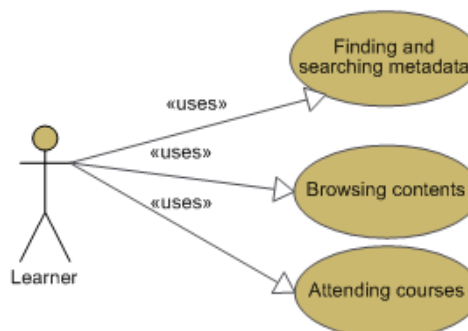 Finding and
searching metadata
«uses»
«uses»
Browsing contents
«uses»
Learner
Attending courses